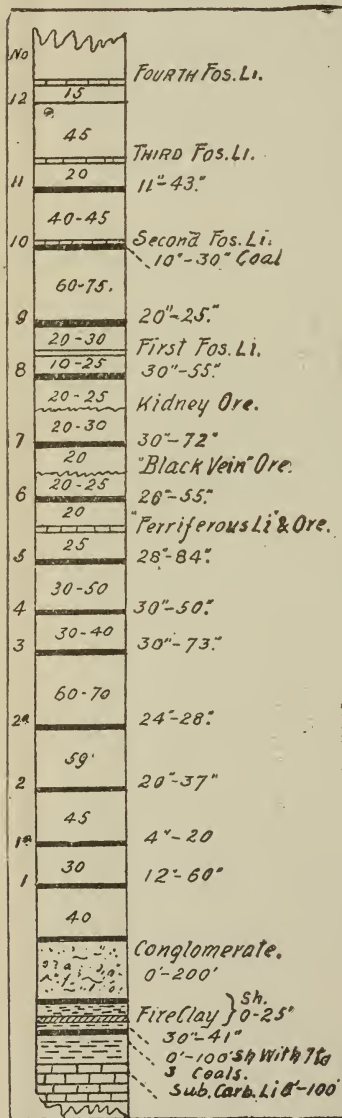 No
FOURTH FOS. LI.
15
12
45
THIRD FOS. LI.
20
11 11"-43".
40-45
10 Second Fos. Li.
10"-30" Coal
60-75.
9 20"-25".
20-30
First Fos. Li.
10-25
8 30"-55".
20-25
Kidney Ore.
20-30
7 30"-72"
20
"Black Vein" Ore.
20-25
6 26"-55".
20
"Ferriferous Li" & Ore.
25
5 28"-84".
30-50
4 30"-50".
30-40
3 30"-73".
60-70
2a 24"-28".
59'
2 20"-37"
45
1a 4"-20
30
1 12"-60"
40
Conglomerate.
0'-200'
Sh.
Fire Clay } 0-25"
30"-41"
0'-100' Sh With 1 to
3 Coals.
Sub. Carb. Li 0'-100'